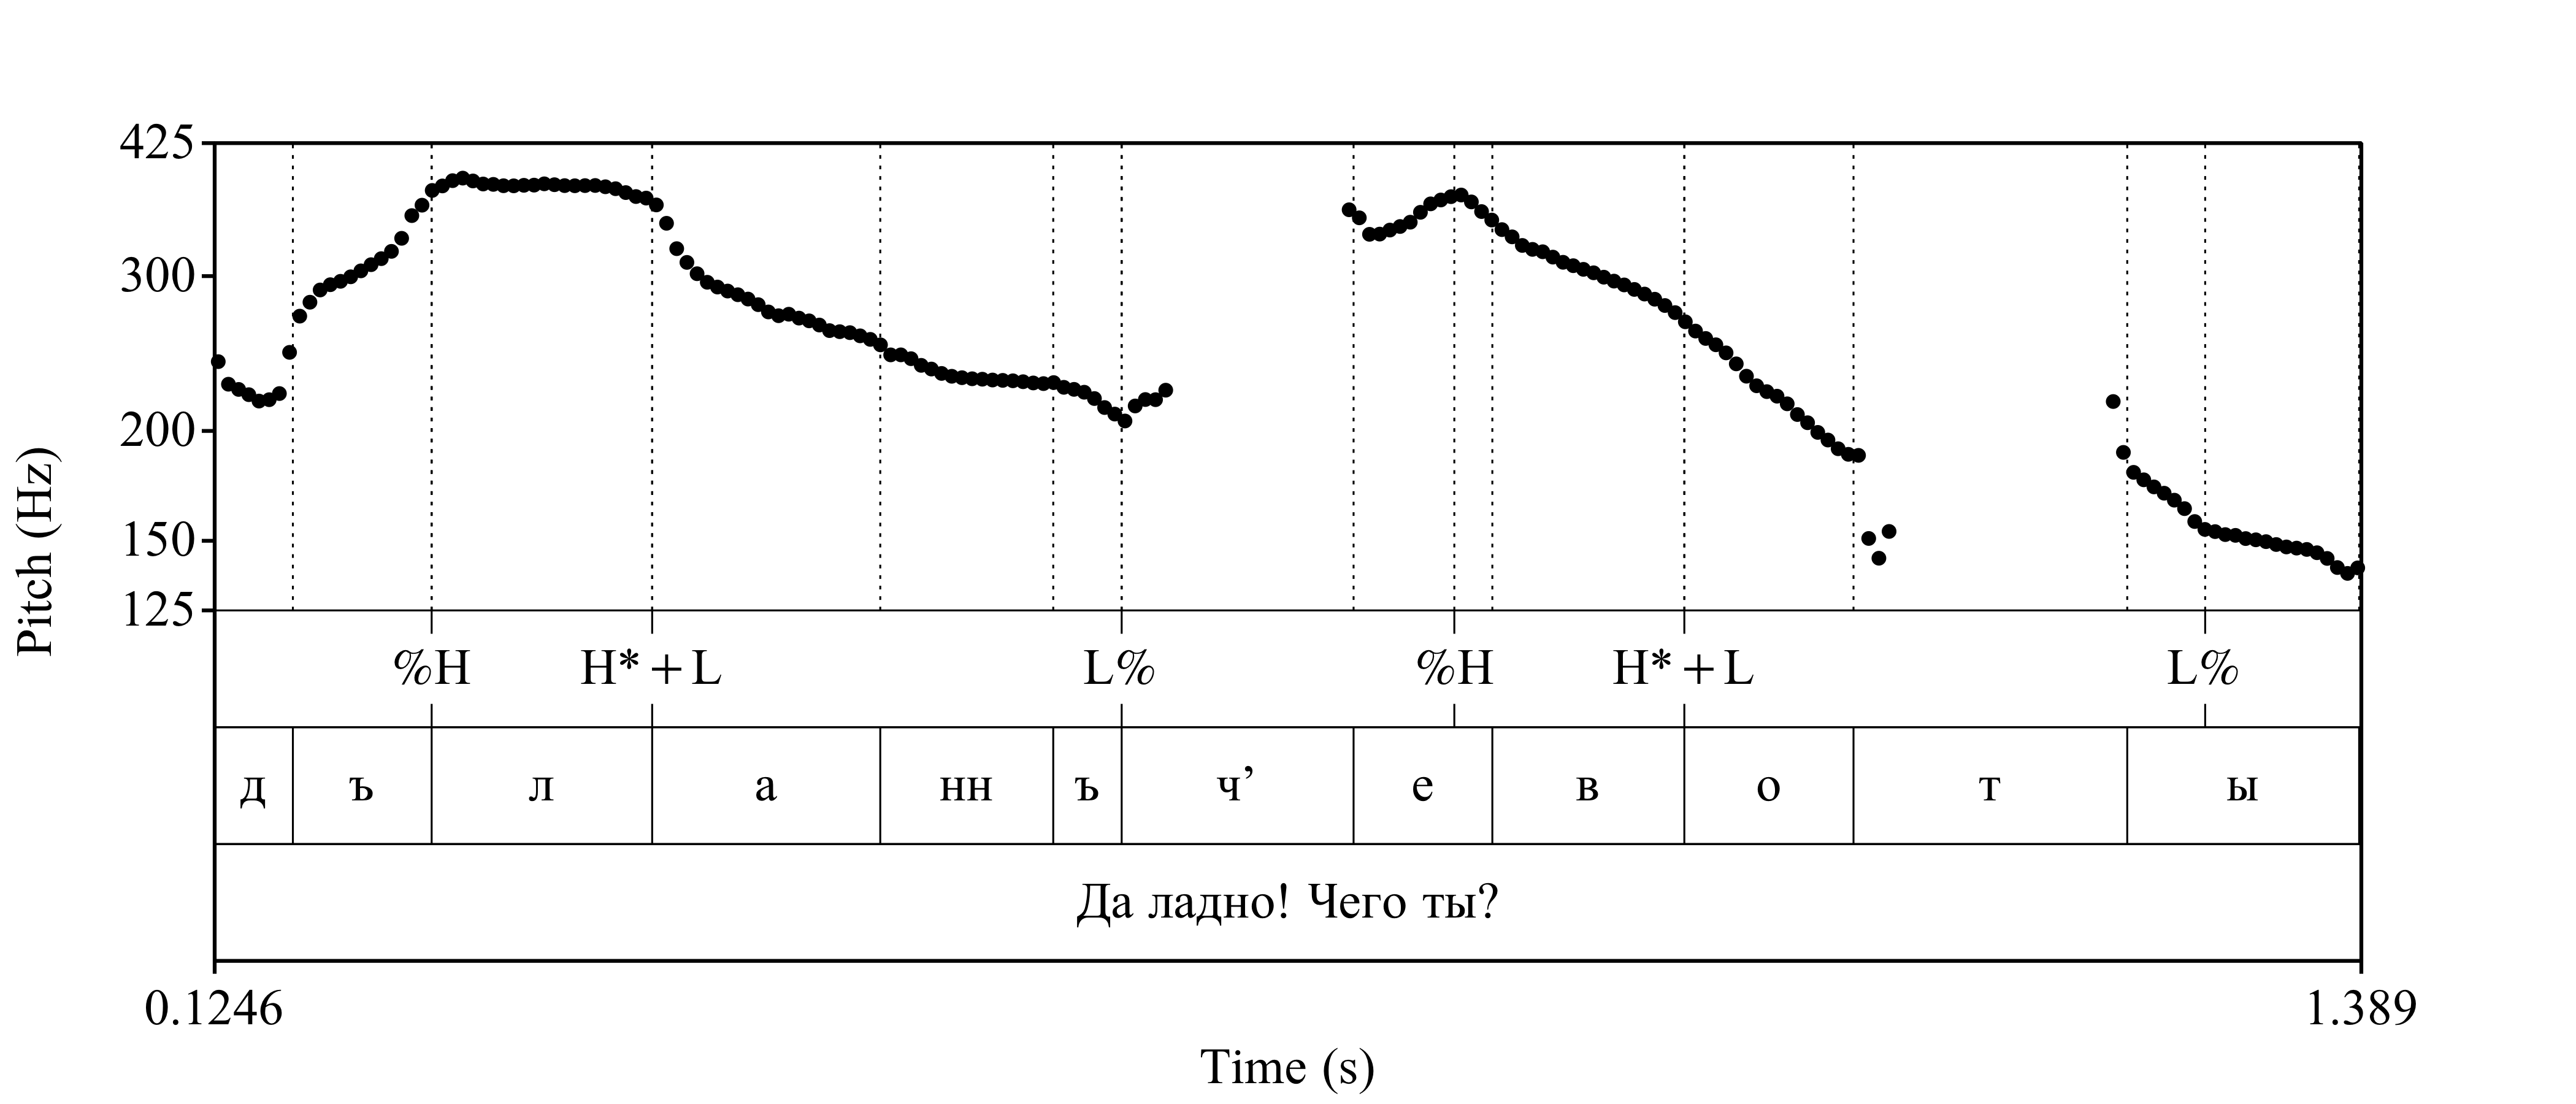 425
300
200
150
125
Pitch (Hz)
%H H*+L L% %H H*+L L%
д ъ л а нн ъ ч’ е в о т ы
Да ладно! Чего ты?
0.1246 1.389
Time (s)